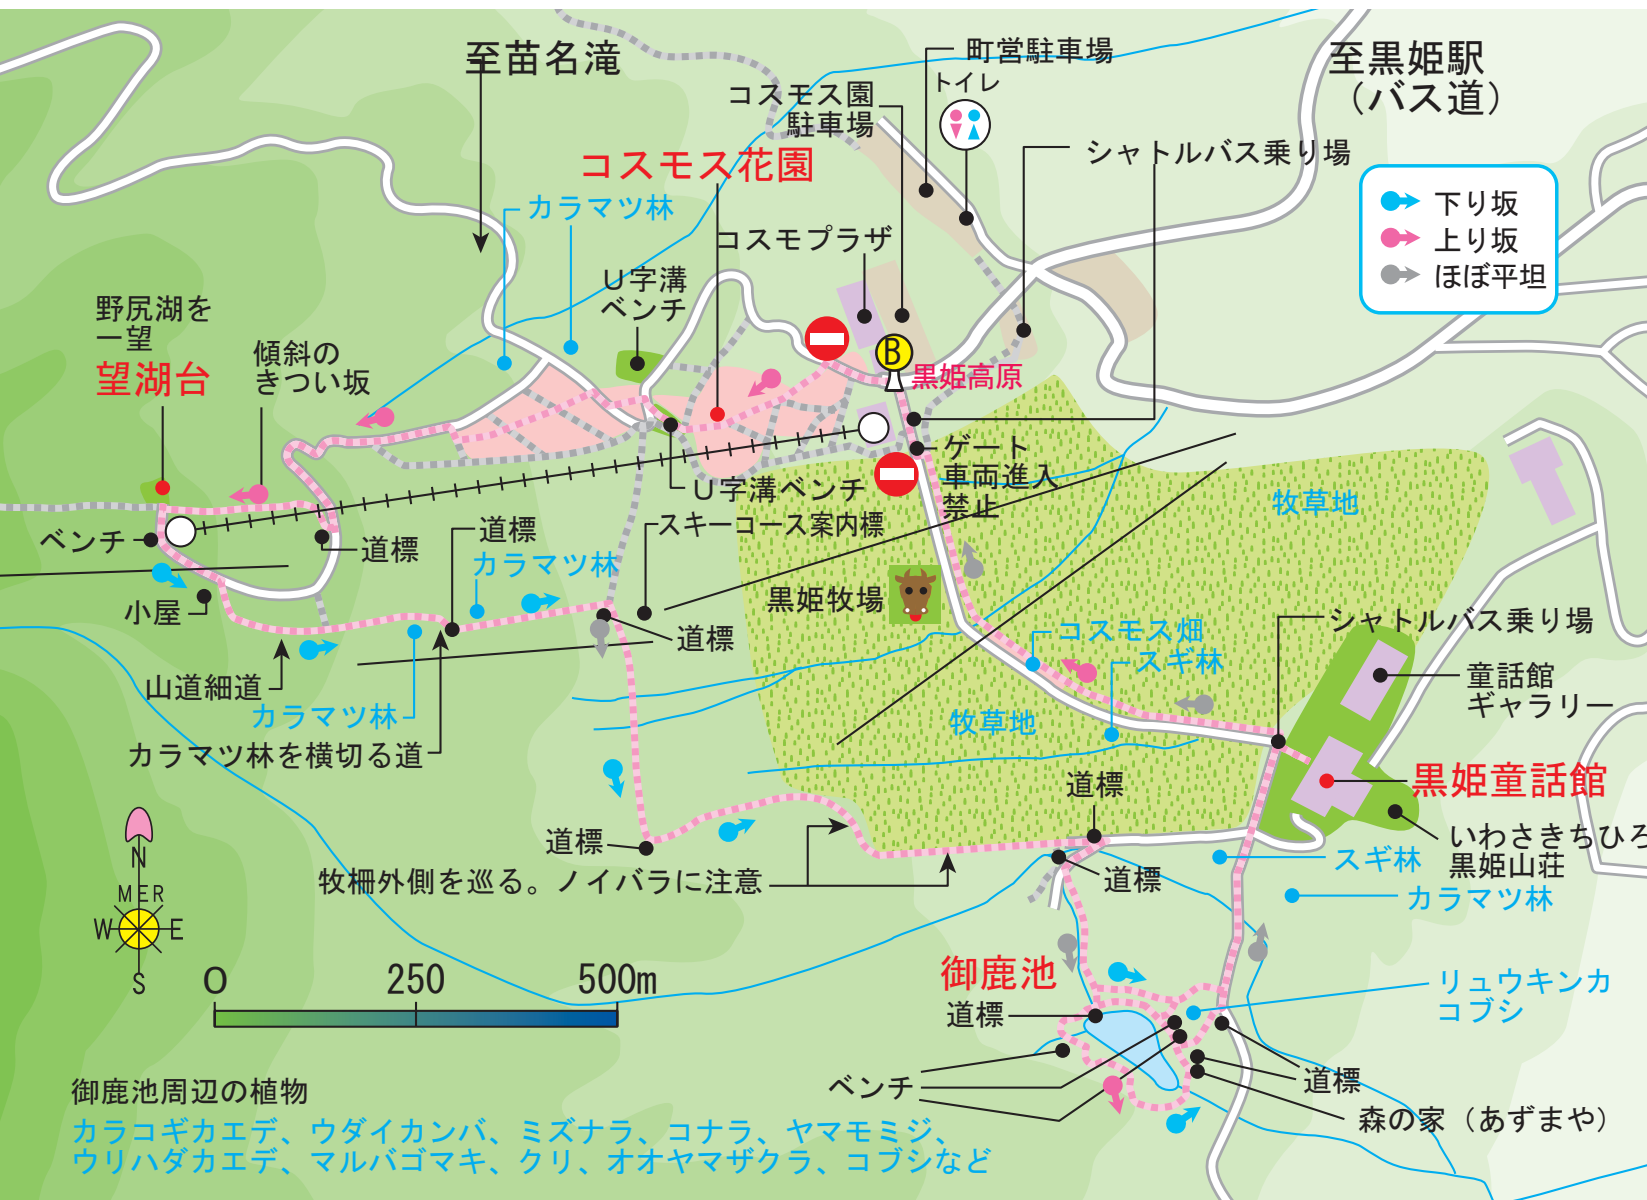 至苗名滝
町営駐車場
トイレ
コスモス園
駐車場
至黒姫駅
(バス道)
シャトルバス乗り場
コスモス花園
カラマツ林
コスモプラザ
下り坂
上り坂
ほぼ平坦
U字溝
ベンチ
野尻湖を
一望
望湖台
傾斜の
きつい坂
B
黒姫高原
ゲート
車両進入
禁止
U字溝ベンチ
牧草地
スキーコース案内標
ベンチ
道標
道標
カラマツ林
小屋
黒姫牧場
道標
コスモス畑
スギ林
シャトルバス乗り場
童話館
ギャラリー
山道細道
カラマツ林
カラマツ林を横切る道
牧草地
道標
黒姫童話館
道標
いわさきちひろ
黒姫山荘
スギ林
カラマツ林
牧柵外側を巡る。ノイバラに注意
道標
N
MER
W
E
S
0 250 500m
御鹿池
道標
リュウキンカ
コブシ
ベンチ
道標
森の家(あずまや)
御鹿池周辺の植物
カラコギカエデ、ウダイカンバ、ミズナラ、コナラ、ヤマモミジ、
ウリハダカエデ、マルバゴマキ、クリ、オオヤマザクラ、コブシなど